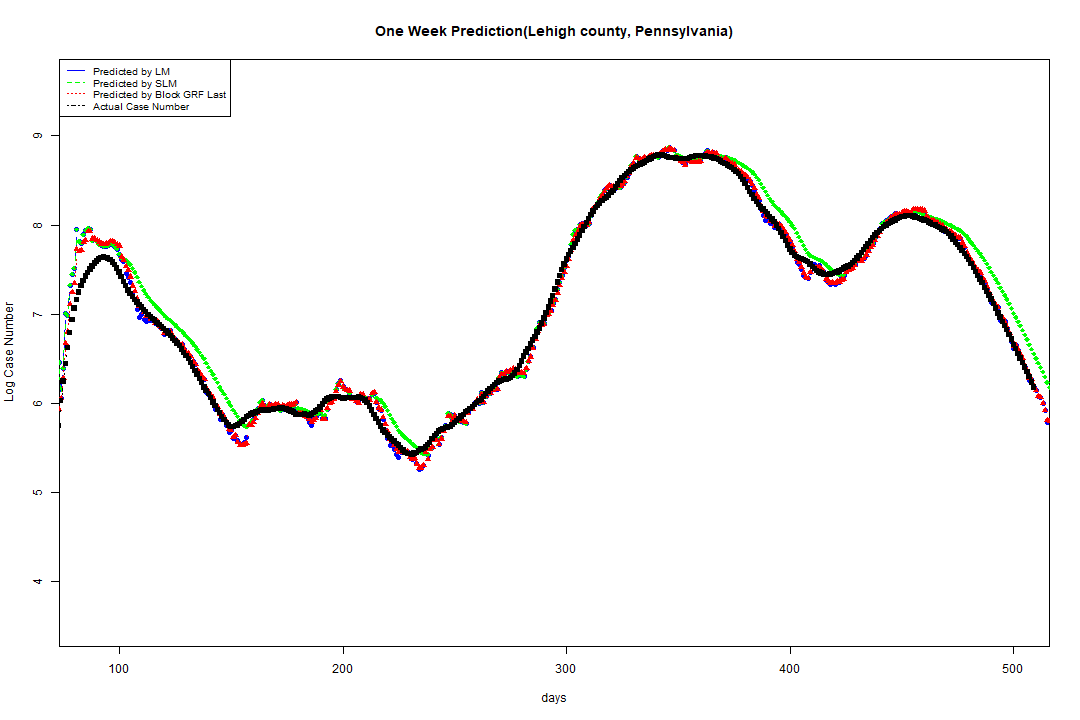 One Week Prediction(Lehigh county, Pennsylvania)
Predicted by LM
Predicted by SLM
Predicted by Block GRF Last
Actual Case Number
Log Case Number
9
8
7
6
5
4
100 200 300 400 500
days